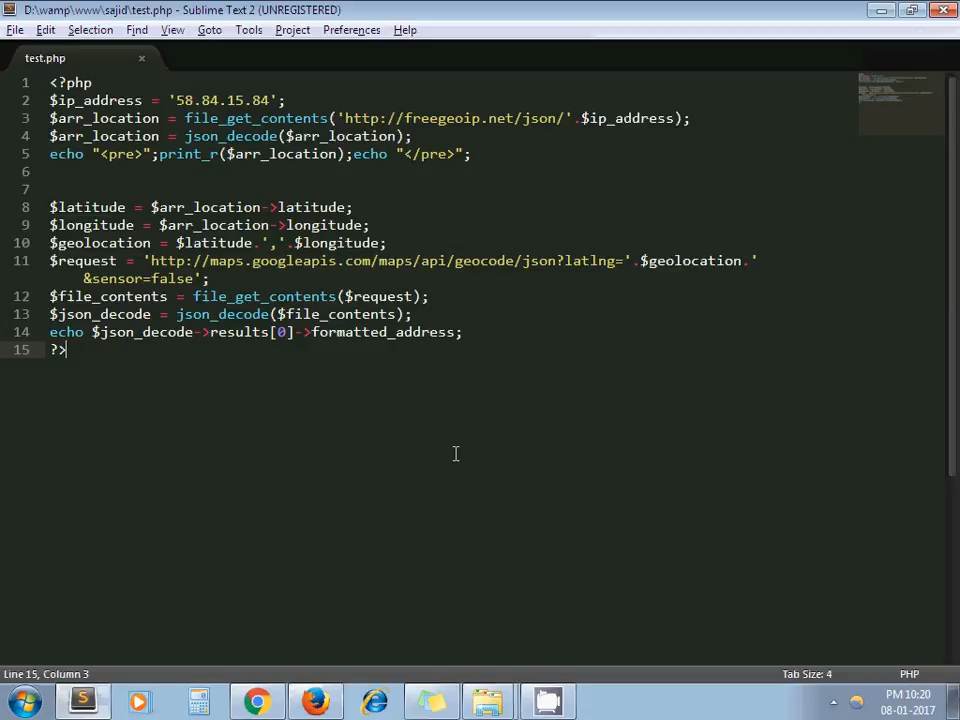 D:\wamp\www\sajid\test.php - Sublime Text 2 (UNREGISTERED)
File Edit Selection Find View Goto Tools Project Preferences Help
test.php ×
1 <?php
2 $ip_address = '58.84.15.84';
3 $arr_location = file_get_contents('http://freegeoip.net/json/'.$ip_address);
4 $arr_location = json_decode($arr_location);
5 echo "<pre>";print_r($arr_location);echo "</pre>";
6
7
8 $latitude = $arr_location->latitude;
9 $longitude = $arr_location->longitude;
10 $geolocation = $latitude.','.$longitude;
11 $request = 'http://maps.googleapis.com/maps/api/geocode/json?latlng='.$geolocation.'
&sensor=false';
12 $file_contents = file_get_contents($request);
13 $json_decode = json_decode($file_contents);
14 echo $json_decode->results[0]->formatted_address;
15 ?>
Line 15, Column 3 Tab Size: 4 PHP
PM 10:20
08-01-2017